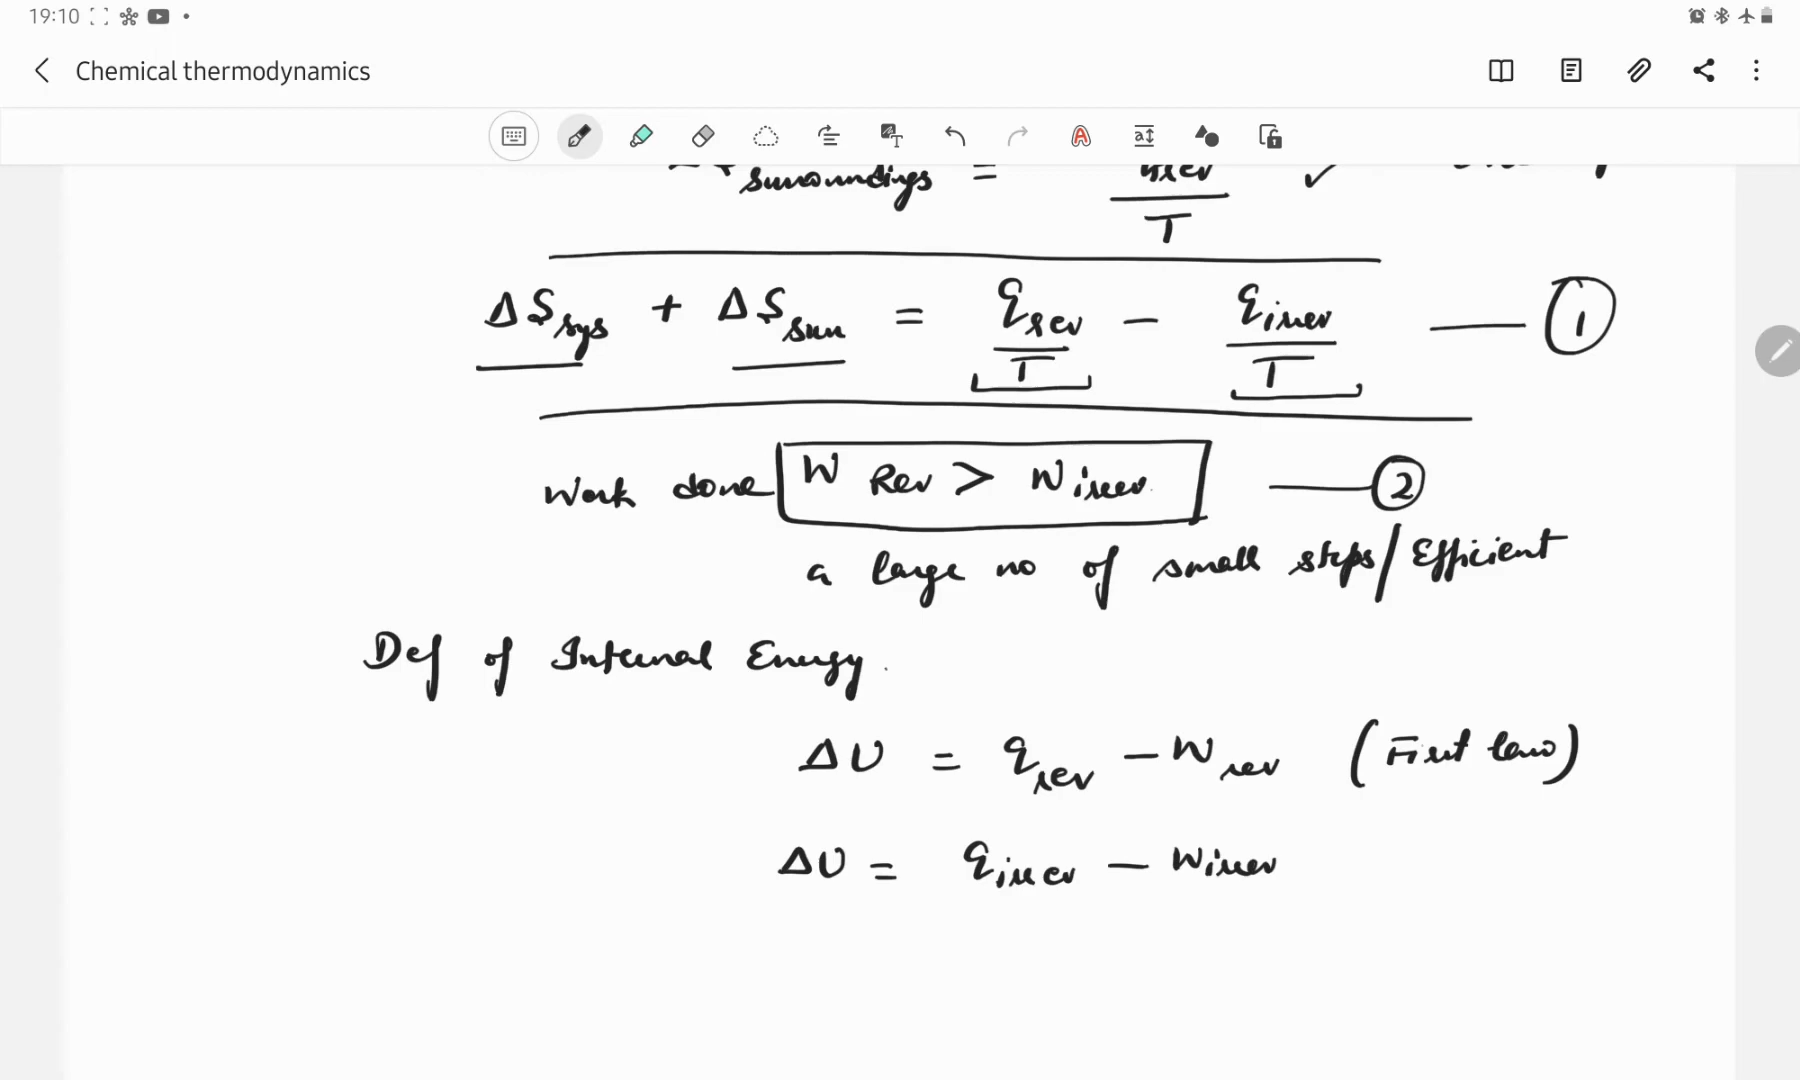 19:10
Chemical thermodynamics
surroundings =
T
ΔS sys + ΔS surr = q rev / T − q irrev / T — 1
Work done W Rev > W irrev — 2
a large no of small steps / Efficient
Def of Internal Energy
ΔU = q rev − W rev (First law)
ΔU = q irrev − W irrev